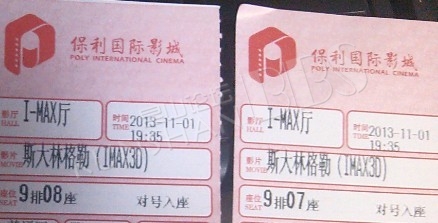 保利国际影城
POLY INTERNATIONAL CINEMA
影厅 HALL I-MAX厅
时间 TIME 2013-11-01
19:35
影片 MOVIE 斯大林格勒(IMAX3D)
座位 SEAT 9排08座 对号入座
保利国际影城
POLY INTERNATIONAL CINEMA
影厅 HALL I-MAX厅
时间 TIME 2013-11-01
19:35
影片 MOVIE 斯大林格勒(IMAX3D)
座位 SEAT 9排07座 对号入座